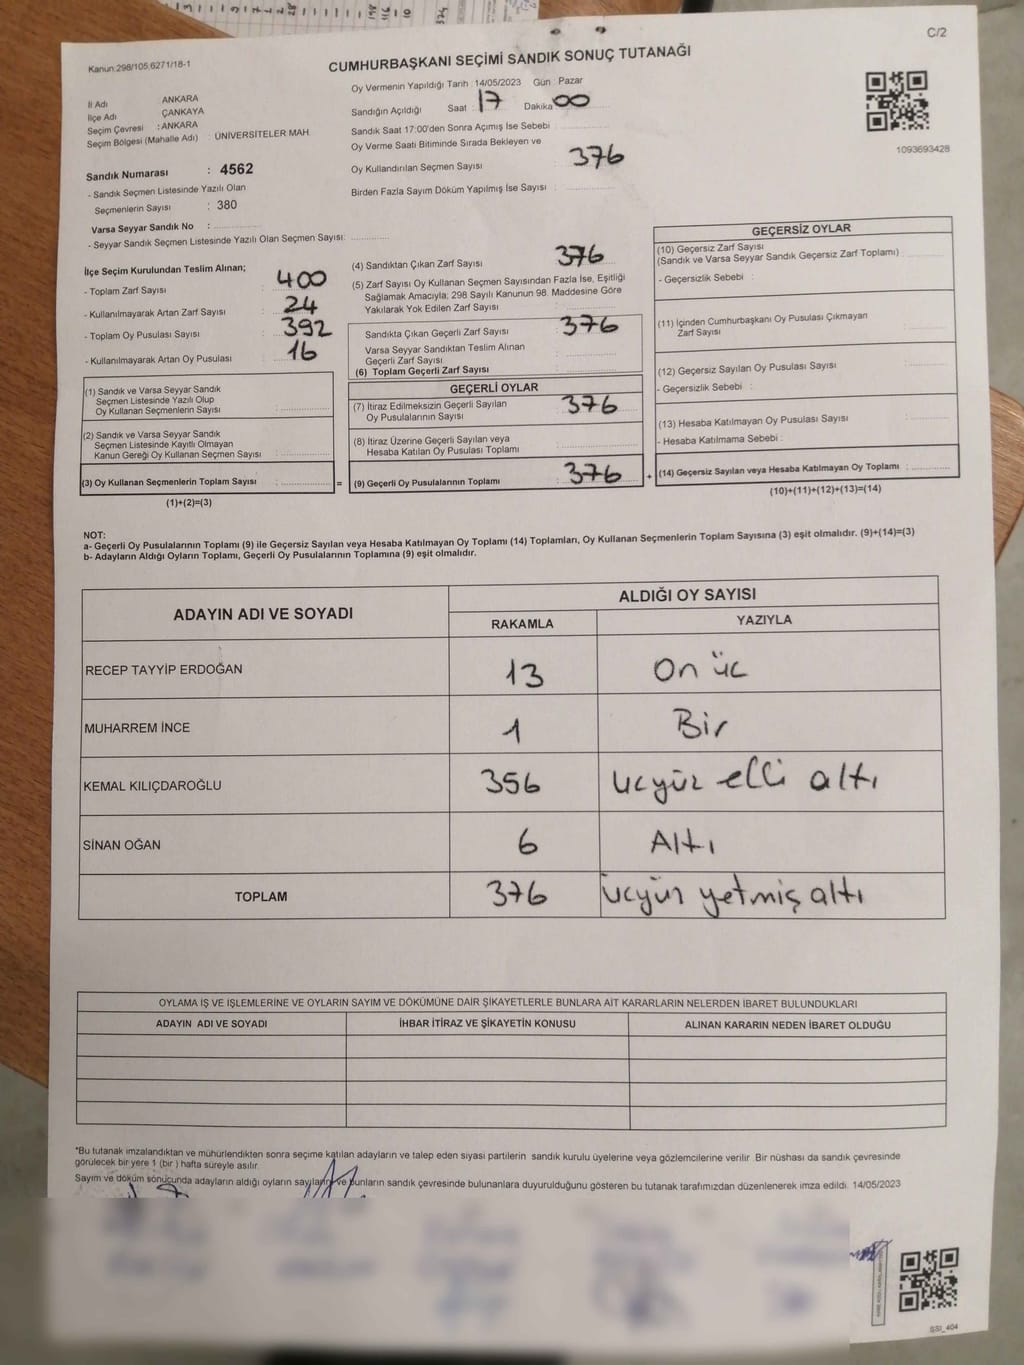 C/2
Kanun:298/105,6271/18-1
CUMHURBAŞKANI SEÇİMİ SANDIK SONUÇ TUTANAĞI
İl Adı : ANKARA
İlçe Adı ÇANKAYA
Seçim Çevresi : ANKARA
Seçim Bölgesi (Mahalle Adı) ÜNİVERSİTELER MAH
Oy Vermenin Yapıldığı Tarih : 14/05/2023 Gün : Pazar
Sandığın Açıldığı Saat : 17 Dakika 00
Sandık Saat 17:00'den Sonra Açımış İse Sebebi :
Oy Verme Saati Bitiminde Sırada Bekleyen ve
Oy Kullandırılan Seçmen Sayısı 376
Birden Fazla Sayım Döküm Yapılmış İse Sayısı :
1093693428
Sandık Numarası : 4562
- Sandık Seçmen Listesinde Yazılı Olan
Seçmenlerin Sayısı : 380
Varsa Seyyar Sandık No :
- Seyyar Sandık Seçmen Listesinde Yazılı Olan Seçmen Sayısı:
İlçe Seçim Kurulundan Teslim Alınan;
- Toplam Zarf Sayısı 400
- Kullanılmayarak Artan Zarf Sayısı : 24
- Toplam Oy Pusulası Sayısı : 392
- Kullanılmayarak Artan Oy Pusulası : 16
(1) Sandık ve Varsa Seyyar Sandık
Seçmen Listesinde Yazılı Olup
Oy Kullanan Seçmenlerin Sayısı :
(2) Sandık ve Varsa Seyyar Sandık
Seçmen Listesinde Kayıtlı Olmayan
Kanun Gereği Oy Kullanan Seçmen Sayısı :
(3) Oy Kullanan Seçmenlerin Toplam Sayısı : =
(1)+(2)=(3)
(4) Sandıktan Çıkan Zarf Sayısı 376
(5) Zarf Sayısı Oy Kullanan Seçmen Sayısından Fazla İse, Eşitliği
Sağlamak Amacıyla; 298 Sayılı Kanunun 98. Maddesine Göre
Yakılarak Yok Edilen Zarf Sayısı :
Sandıkta Çıkan Geçerli Zarf Sayısı : 376
Varsa Seyyar Sandıktan Teslim Alınan
Geçerli Zarf Sayısı :
(6) Toplam Geçerli Zarf Sayısı :
GEÇERLİ OYLAR
(7) İtiraz Edilmeksizin Geçerli Sayılan
Oy Pusulalarının Sayısı : 376
(8) İtiraz Üzerine Geçerli Sayılan veya
Hesaba Katılan Oy Pusulası Toplamı :
(9) Geçerli Oy Pusulalarının Toplamı : 376 +
GEÇERSİZ OYLAR
(10) Geçersiz Zarf Sayısı
(Sandık ve Varsa Seyyar Sandık Geçersiz Zarf Toplamı) :
- Geçersizlik Sebebi :
(11) İçinden Cumhurbaşkanı Oy Pusulası Çıkmayan
Zarf Sayısı :
(12) Geçersiz Sayılan Oy Pusulası Sayısı :
- Geçersizlik Sebebi :
(13) Hesaba Katılmayan Oy Pusulası Sayısı :
- Hesaba Katılmama Sebebi :
(14) Geçersiz Sayılan veya Hesaba Katılmayan Oy Toplamı :
(10)+(11)+(12)+(13)=(14)
NOT:
a- Geçerli Oy Pusulalarının Toplamı (9) ile Geçersiz Sayılan veya Hesaba Katılmayan Oy Toplamı (14) Toplamları, Oy Kullanan Seçmenlerin Toplam Sayısına (3) eşit olmalıdır. (9)+(14)=(3)
b- Adayların Aldığı Oyların Toplamı, Geçerli Oy Pusulalarının Toplamına (9) eşit olmalıdır.
ADAYIN ADI VE SOYADI ALDIĞI OY SAYISI
RAKAMLA YAZIYLA
RECEP TAYYİP ERDOĞAN 13 On üc
MUHARREM İNCE 1 Bir
KEMAL KILIÇDAROĞLU 356 ucyüz elli altı
SİNAN OĞAN 6 Altı
TOPLAM 376 ücyüz yetmiş altı
OYLAMA İŞ VE İŞLEMLERİNE VE OYLARIN SAYIM VE DÖKÜMÜNE DAİR ŞİKAYETLERLE BUNLARA AİT KARARLARIN NELERDEN İBARET BULUNDUKLARI
ADAYIN ADI VE SOYADI İHBAR İTİRAZ VE ŞİKAYETİN KONUSU ALINAN KARARIN NEDEN İBARET OLDUĞU
*Bu tutanak imzalandıktan ve mühürlendikten sonra seçime katılan adayların ve talep eden siyasi partilerin sandık kurulu üyelerine veya gözlemcilerine verilir. Bir nüshası da sandık çevresinde
görülecek bir yere 1 (bir ) hafta süreyle asılır.
Sayım ve döküm sonucunda adayların aldığı oyların sayıların ve bunların sandık çevresinde bulunanlara duyurulduğunu gösteren bu tutanak tarafımızdan düzenlenerek imza edildi. 14/05/2023
SSI_404